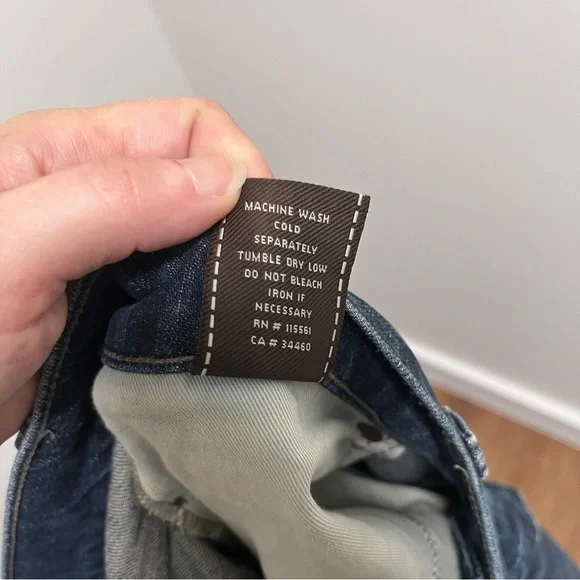 MACHINE WASH
COLD
SEPARATELY
TUMBLE DRY LOW
DO NOT BLEACH
IRON IF
NECESSARY
RN # 115561
CA # 34460